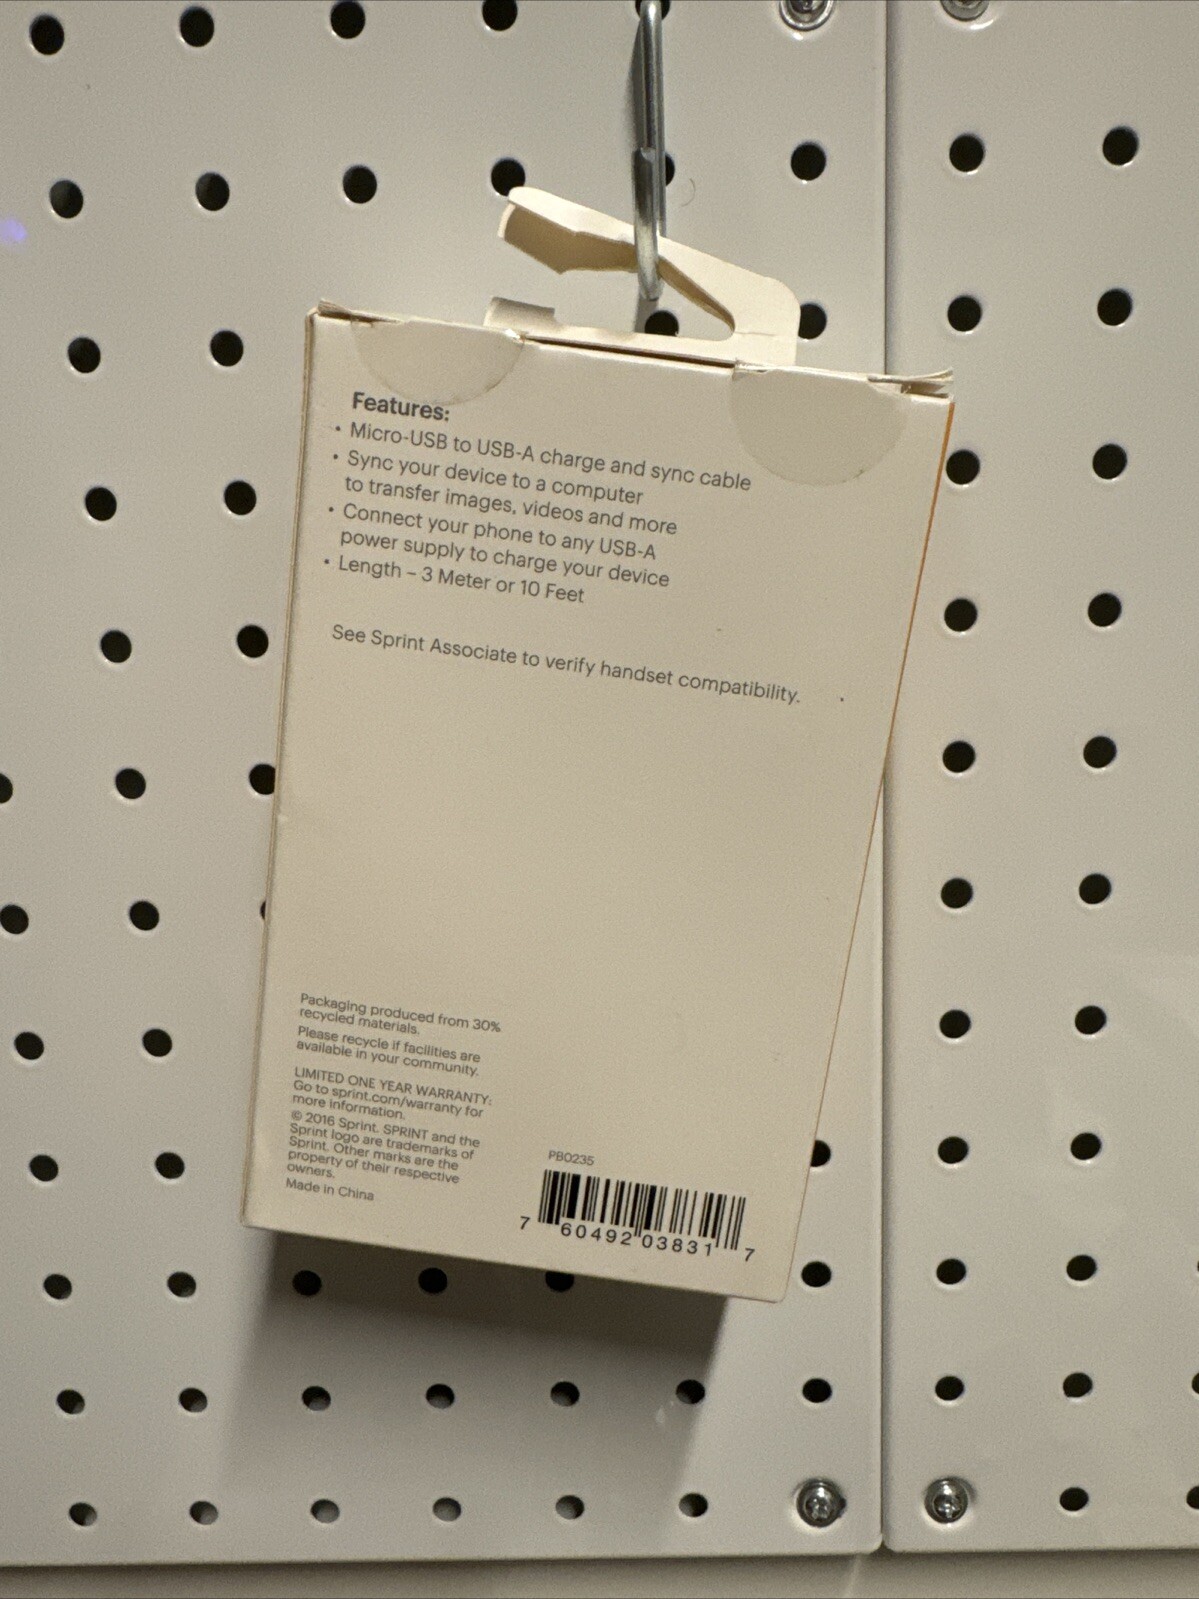 Features:
• Micro-USB to USB-A charge and sync cable
• Sync your device to a computer
to transfer images, videos and more
• Connect your phone to any USB-A
power supply to charge your device
• Length – 3 Meter or 10 Feet
See Sprint Associate to verify handset compatibility.
Packaging produced from 30%
recycled materials.
Please recycle if facilities are
available in your community.
LIMITED ONE YEAR WARRANTY:
Go to sprint.com/warranty for
more information.
© 2016 Sprint. SPRINT and the
Sprint logo are trademarks of
Sprint. Other marks are the
property of their respective
owners.
Made in China
PB0235
7 60492 03831 7